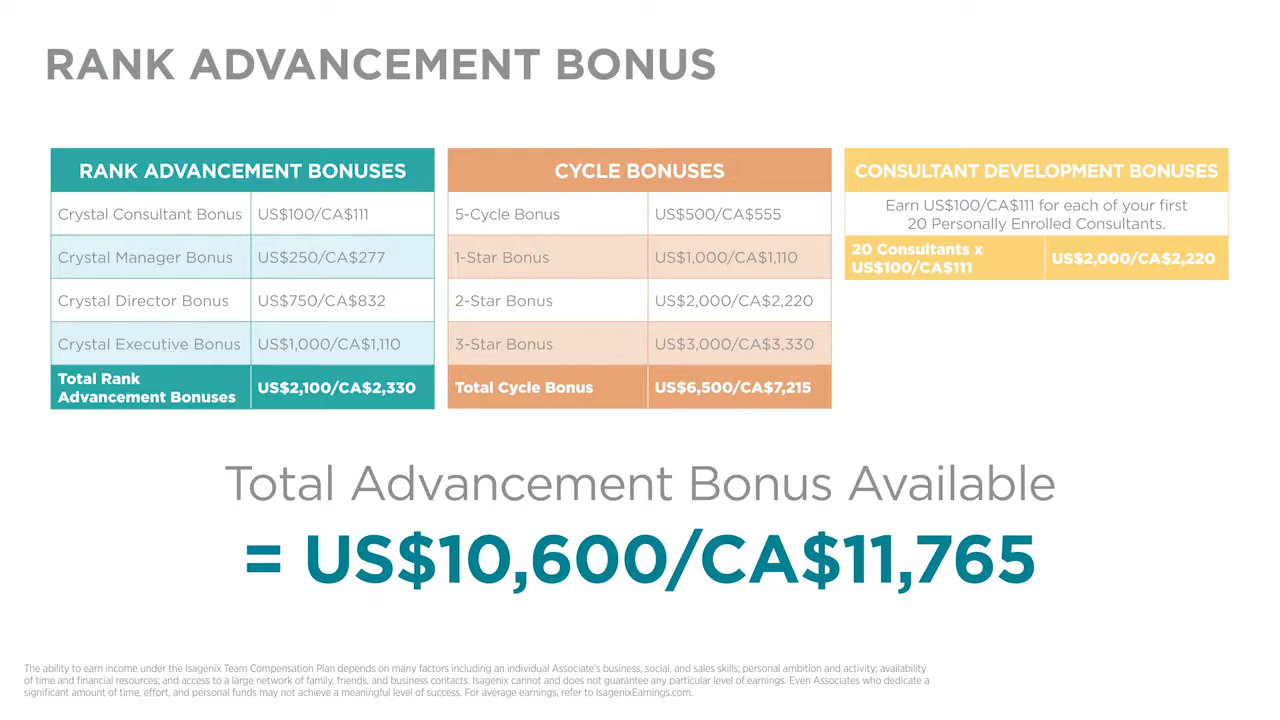 RANK ADVANCEMENT BONUS
RANK ADVANCEMENT BONUSES
Crystal Consultant Bonus US$100/CA$111
Crystal Manager Bonus US$250/CA$277
Crystal Director Bonus US$750/CA$832
Crystal Executive Bonus US$1,000/CA$1,110
Total Rank
Advancement Bonuses US$2,100/CA$2,330
CYCLE BONUSES
5-Cycle Bonus US$500/CA$555
1-Star Bonus US$1,000/CA$1,110
2-Star Bonus US$2,000/CA$2,220
3-Star Bonus US$3,000/CA$3,330
Total Cycle Bonus US$6,500/CA$7,215
CONSULTANT DEVELOPMENT BONUSES
Earn US$100/CA$111 for each of your first
20 Personally Enrolled Consultants.
20 Consultants x
US$100/CA$111 US$2,000/CA$2,220
Total Advancement Bonus Available
= US$10,600/CA$11,765
The ability to earn income under the Isagenix Team Compensation Plan depends on many factors including an individual Associate's business, social, and sales skills; personal ambition and activity; availability
of time and financial resources; and access to a large network of family, friends, and business contacts. Isagenix cannot and does not guarantee any particular level of earnings. Even Associates who dedicate a
significant amount of time, effort, and personal funds may not achieve a meaningful level of success. For average earnings, refer to IsagenixEarnings.com.